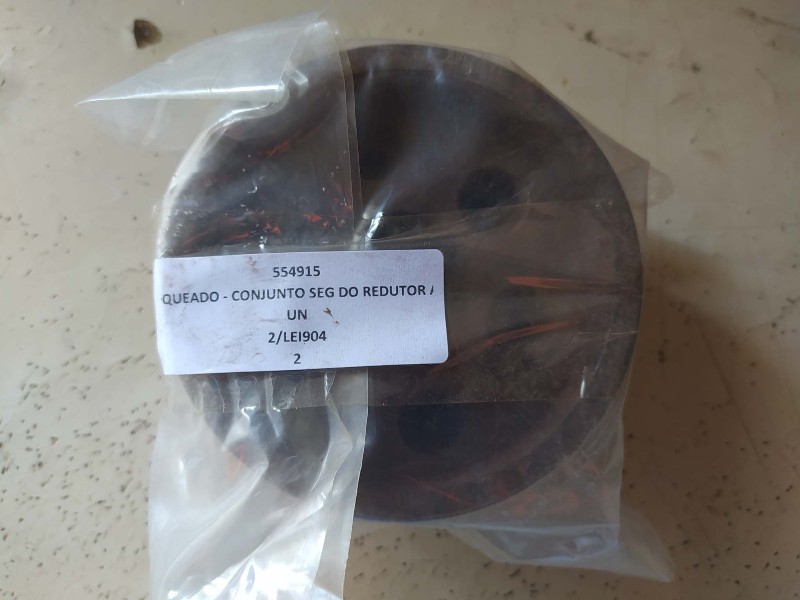 554915
QUEADO - CONJUNTO SEG DO REDUTOR
UN
2/LEI904
2